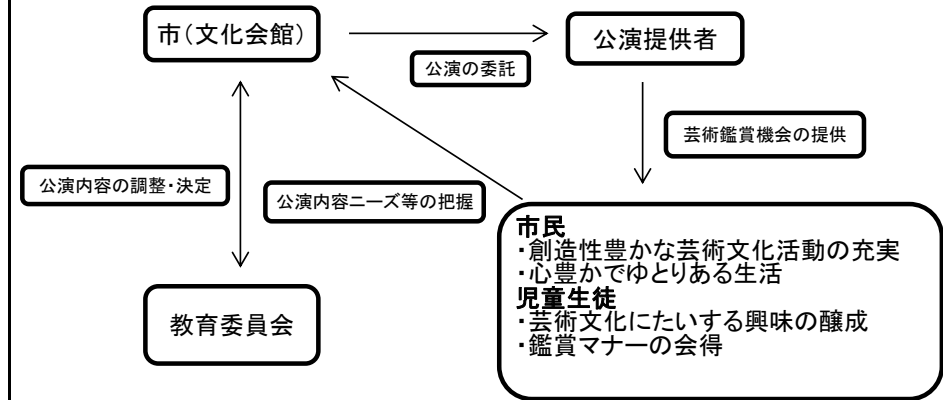 市(文化会館)
公演提供者
公演の委託
芸術鑑賞機会の提供
公演内容の調整・決定
公演内容ニーズ等の把握
市民
・創造性豊かな芸術文化活動の充実
・心豊かでゆとりある生活
児童生徒
・芸術文化にたいする興味の醸成
・鑑賞マナーの会得
教育委員会